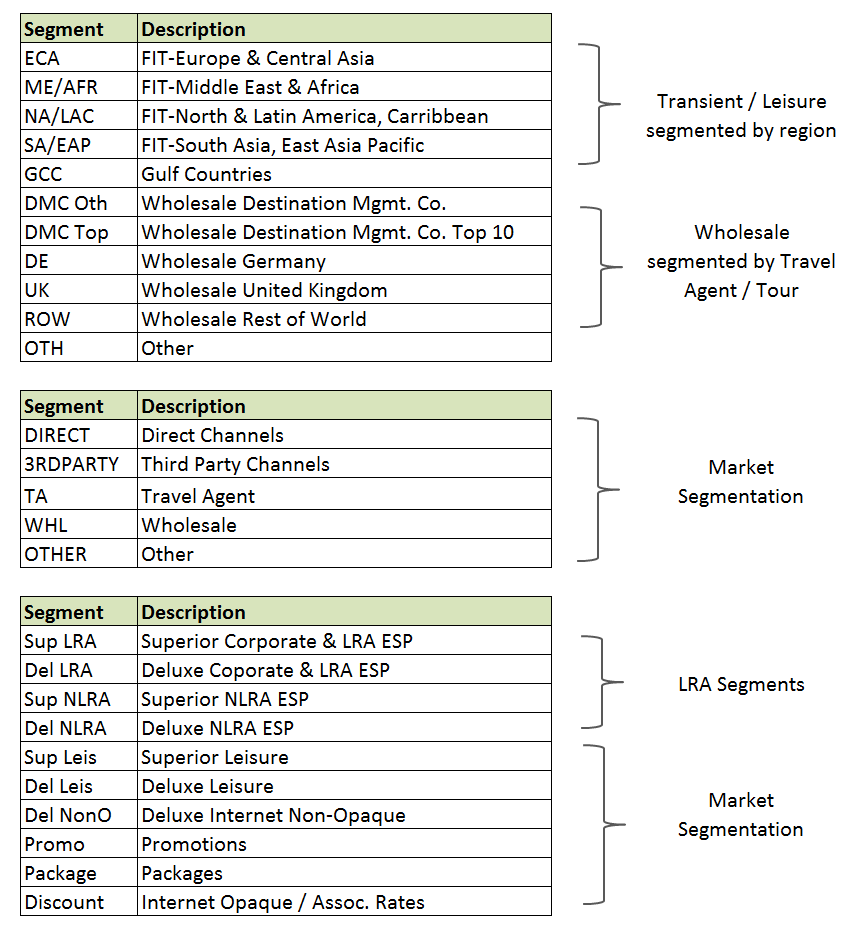 Segment Description
ECA FIT-Europe & Central Asia
ME/AFR FIT-Middle East & Africa
NA/LAC FIT-North & Latin America, Carribbean
SA/EAP FIT-South Asia, East Asia Pacific
GCC Gulf Countries
Transient / Leisure
segmented by region
DMC Oth Wholesale Destination Mgmt. Co.
DMC Top Wholesale Destination Mgmt. Co. Top 10
DE Wholesale Germany
UK Wholesale United Kingdom
ROW Wholesale Rest of World
OTH Other
Wholesale
segmented by Travel
Agent / Tour
Segment Description
DIRECT Direct Channels
3RDPARTY Third Party Channels
TA Travel Agent
WHL Wholesale
OTHER Other
Market
Segmentation
Segment Description
Sup LRA Superior Corporate & LRA ESP
Del LRA Deluxe Coporate & LRA ESP
Sup NLRA Superior NLRA ESP
Del NLRA Deluxe NLRA ESP
LRA Segments
Sup Leis Superior Leisure
Del Leis Deluxe Leisure
Del NonO Deluxe Internet Non-Opaque
Promo Promotions
Package Packages
Discount Internet Opaque / Assoc. Rates
Market
Segmentation